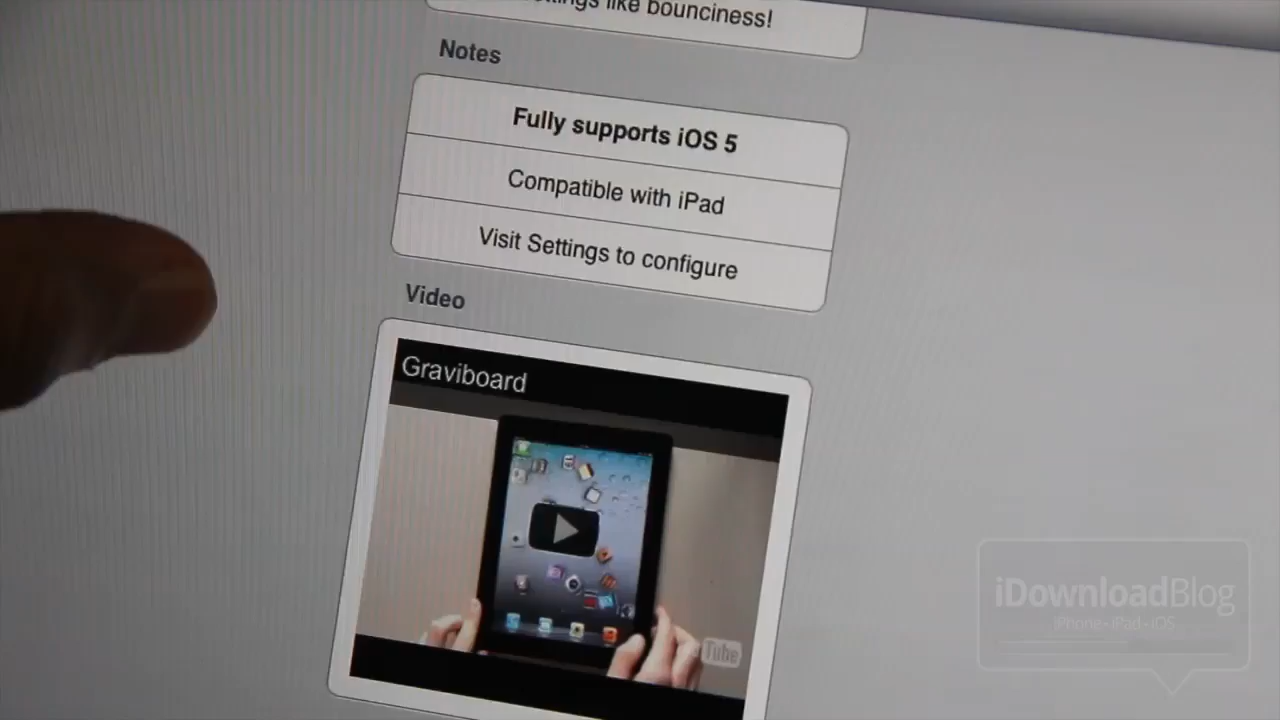 like bounciness!
Notes
Fully supports iOS 5
Compatible with iPad
Visit Settings to configure
Video
Graviboard
Tube
iDownloadBlog
iPhone • iPad • iOS